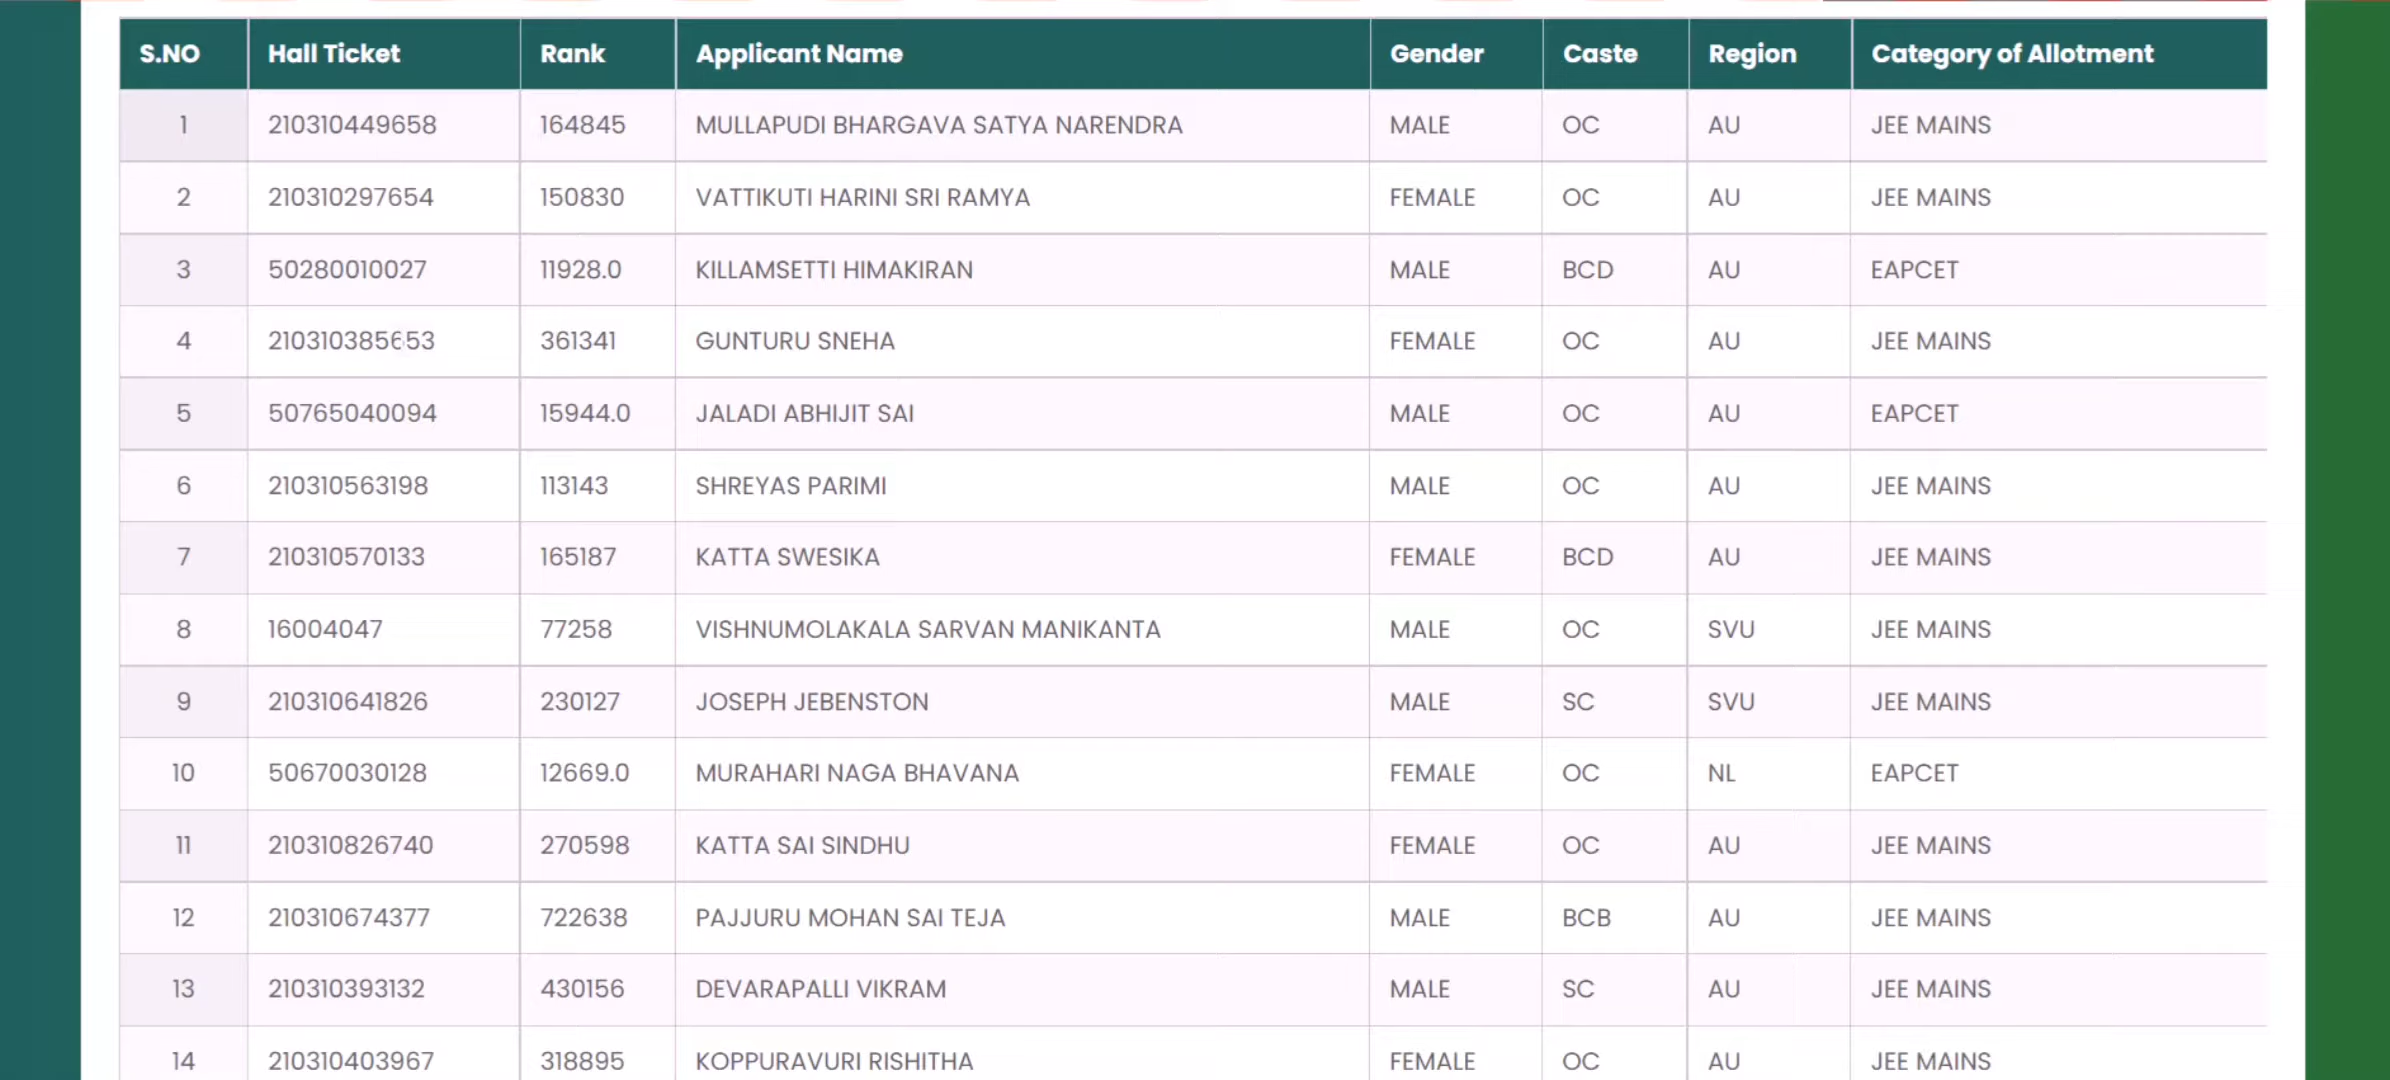 S.NO Hall Ticket Rank Applicant Name Gender Caste Region Category of Allotment
1 210310449658 164845 MULLAPUDI BHARGAVA SATYA NARENDRA MALE OC AU JEE MAINS
2 210310297654 150830 VATTIKUTI HARINI SRI RAMYA FEMALE OC AU JEE MAINS
3 50280010027 11928.0 KILLAMSETTI HIMAKIRAN MALE BCD AU EAPCET
4 210310385653 361341 GUNTURU SNEHA FEMALE OC AU JEE MAINS
5 50765040094 15944.0 JALADI ABHIJIT SAI MALE OC AU EAPCET
6 210310563198 113143 SHREYAS PARIMI MALE OC AU JEE MAINS
7 210310570133 165187 KATTA SWESIKA FEMALE BCD AU JEE MAINS
8 16004047 77258 VISHNUMOLAKALA SARVAN MANIKANTA MALE OC SVU JEE MAINS
9 210310641826 230127 JOSEPH JEBENSTON MALE SC SVU JEE MAINS
10 50670030128 12669.0 MURAHARI NAGA BHAVANA FEMALE OC NL EAPCET
11 210310826740 270598 KATTA SAI SINDHU FEMALE OC AU JEE MAINS
12 210310674377 722638 PAJJURU MOHAN SAI TEJA MALE BCB AU JEE MAINS
13 210310393132 430156 DEVARAPALLI VIKRAM MALE SC AU JEE MAINS
14 210310403967 318895 KOPPURAVURI RISHITHA FEMALE OC AU JEE MAINS